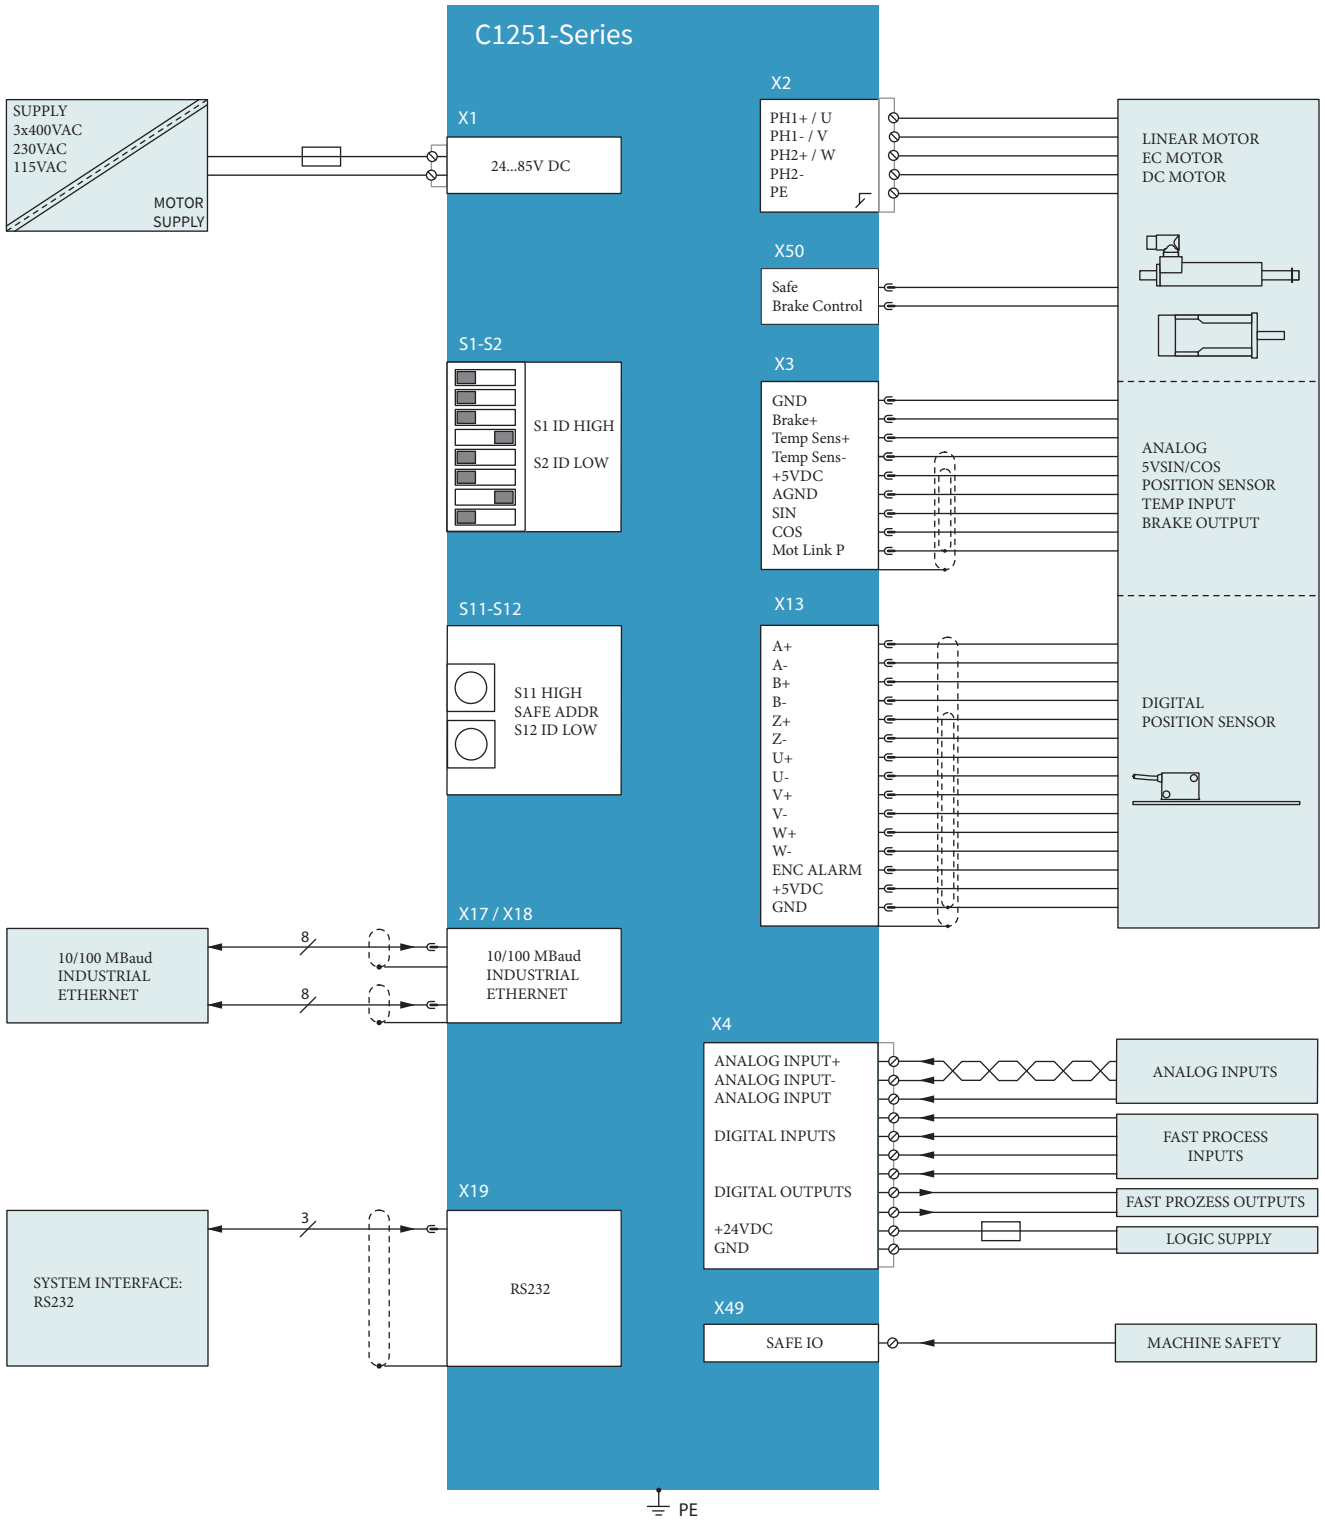 C1251-Series
SUPPLY
3x400VAC
230VAC
115VAC
MOTOR
SUPPLY
X1
24...85V DC
S1-S2
S1 ID HIGH
S2 ID LOW
S11-S12
S11 HIGH
SAFE ADDR
S12 ID LOW
10/100 MBaud
INDUSTRIAL
ETHERNET
8
8
X17 / X18
10/100 MBaud
INDUSTRIAL
ETHERNET
SYSTEM INTERFACE:
RS232
3
X19
RS232
X2
PH1+ / U
PH1- / V
PH2+ / W
PH2-
PE
LINEAR MOTOR
EC MOTOR
DC MOTOR
X50
Safe
Brake Control
X3
GND
Brake+
Temp Sens+
Temp Sens-
+5VDC
AGND
SIN
COS
Mot Link P
ANALOG
5VSIN/COS
POSITION SENSOR
TEMP INPUT
BRAKE OUTPUT
X13
A+
A-
B+
B-
Z+
Z-
U+
U-
V+
V-
W+
W-
ENC ALARM
+5VDC
GND
DIGITAL
POSITION SENSOR
X4
ANALOG INPUT+
ANALOG INPUT-
ANALOG INPUT
DIGITAL INPUTS
DIGITAL OUTPUTS
+24VDC
GND
ANALOG INPUTS
FAST PROCESS
INPUTS
FAST PROZESS OUTPUTS
LOGIC SUPPLY
X49
SAFE IO
MACHINE SAFETY
PE